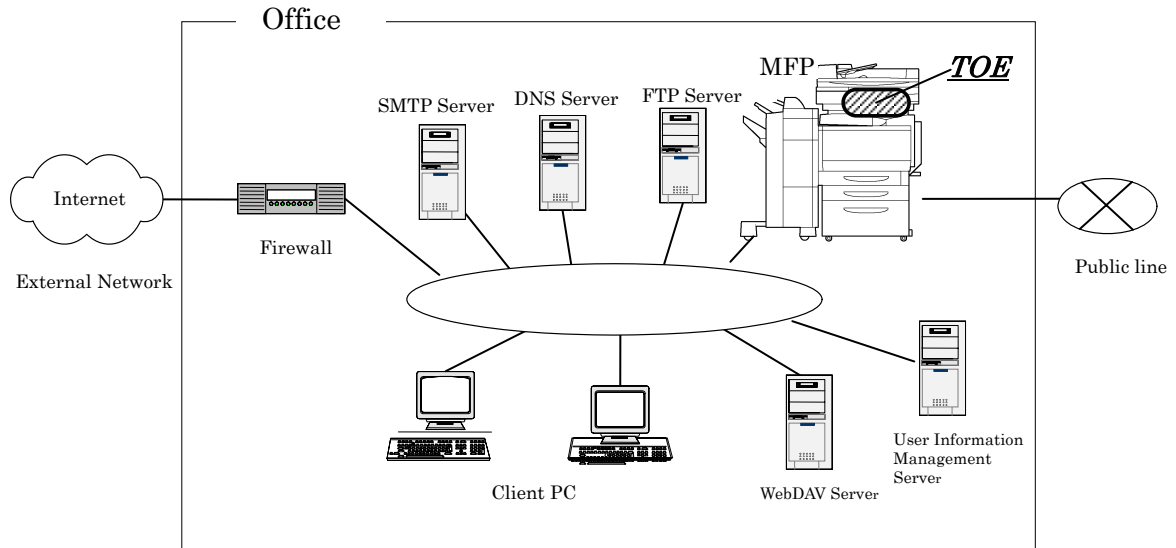 Office
MFP
TOE
SMTP Server
DNS Server
FTP Server
Internet
Firewall
External Network
Public line
Client PC
WebDAV Server
User Information
Management
Server